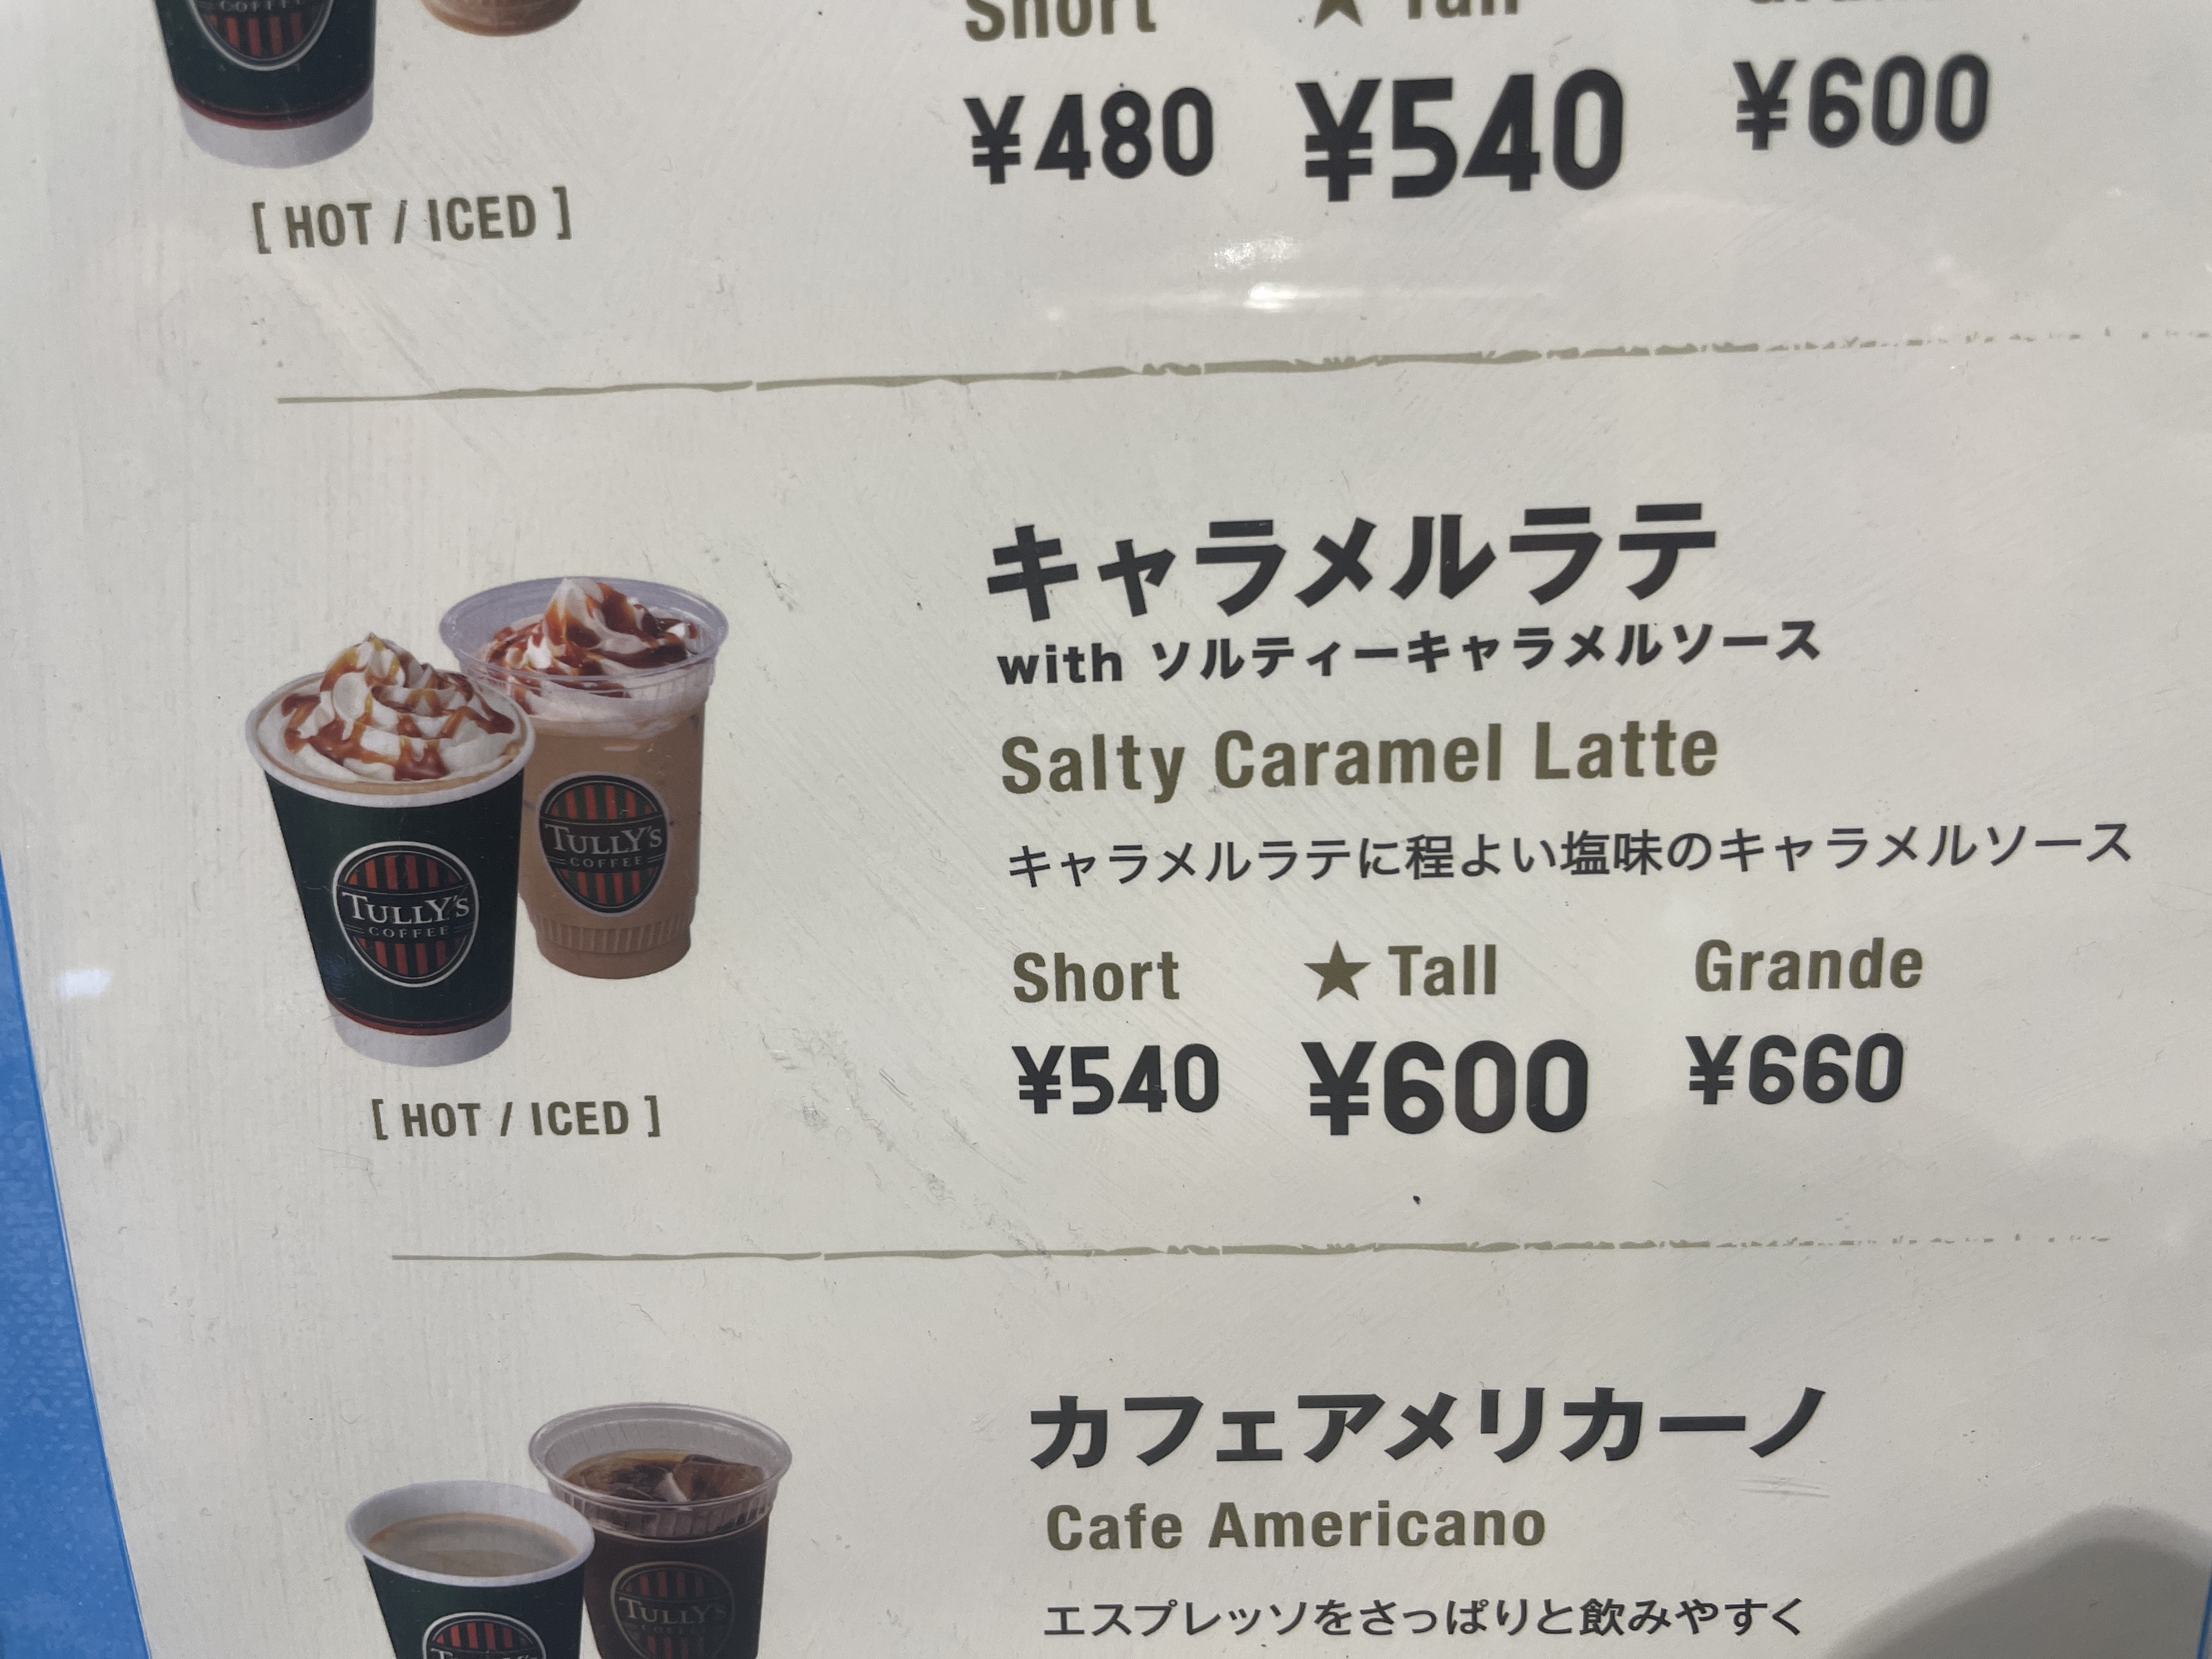 COFFEE
Short ★ Tall
¥480 ¥540 ¥600
[ HOT / ICED ]
キャラメルラテ
with ソルティーキャラメルソース
Salty Caramel Latte
キャラメルラテに程よい塩味のキャラメルソース
TULLY'S
COFFEE
TULLY'S
COFFEE
Short ★ Tall Grande
¥540 ¥600 ¥660
[ HOT / ICED ]
カフェアメリカーノ
Cafe Americano
エスプレッソをさっぱりと飲みやすく
TULLY'S
COFFEE
TULLY'S